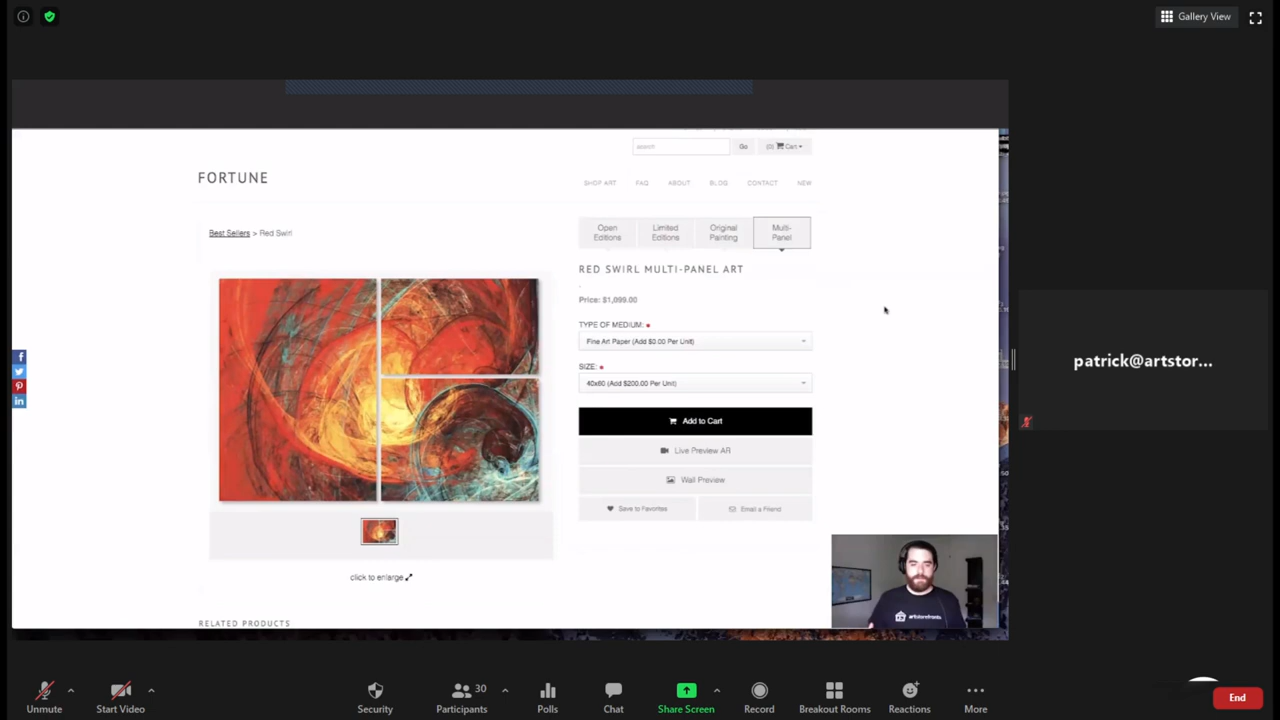 Gallery View
search
Go
(0) Cart
FORTUNE
SHOP ART FAQ ABOUT BLOG CONTACT NEW
Best Sellers > Red Swirl
Open Editions
Limited Editions
Original Painting
Multi-Panel
RED SWIRL MULTI-PANEL ART
Price: $1,099.00
TYPE OF MEDIUM:
Fine Art Paper (Add $0.00 Per Unit)
SIZE:
40x60 (Add $200.00 Per Unit)
Add to Cart
Live Preview AR
Wall Preview
Save to Favorites
Email a Friend
click to enlarge
RELATED PRODUCTS
patrick@artstor...
artstorefronts
Unmute
Start Video
Security
30
Participants
Polls
Chat
Share Screen
Record
Breakout Rooms
Reactions
More
End